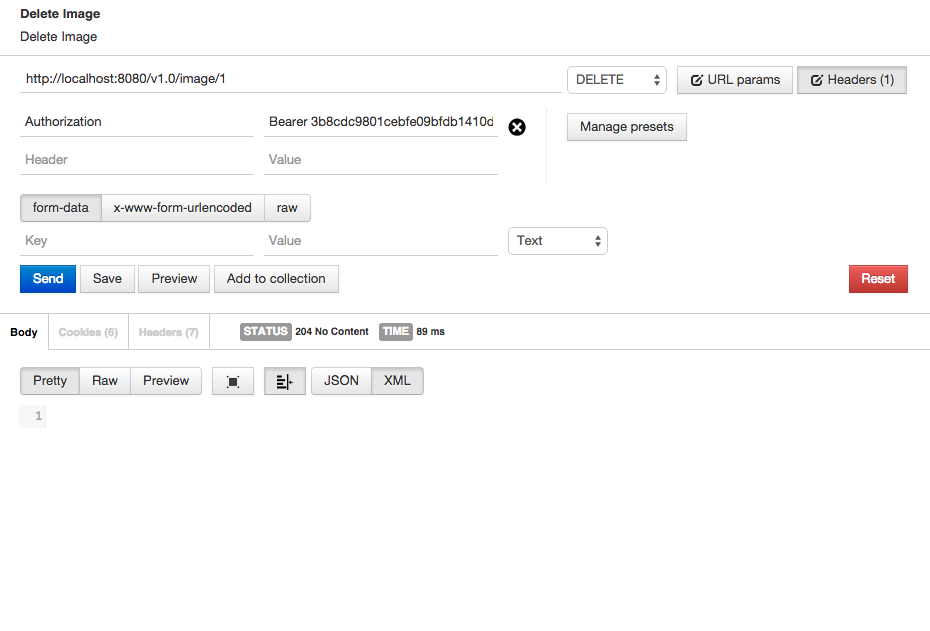 Delete Image
Delete Image
http://localhost:8080/v1.0/image/1 DELETE URL params Headers (1)
Authorization Bearer 3b8cdc9801cebfe09bfdb1410d Manage presets
Header Value
form-data x-www-form-urlencoded raw
Key Value Text
Send Save Preview Add to collection Reset
Body Cookies (6) Headers (7) STATUS 204 No Content TIME 89 ms
Pretty Raw Preview JSON XML
1